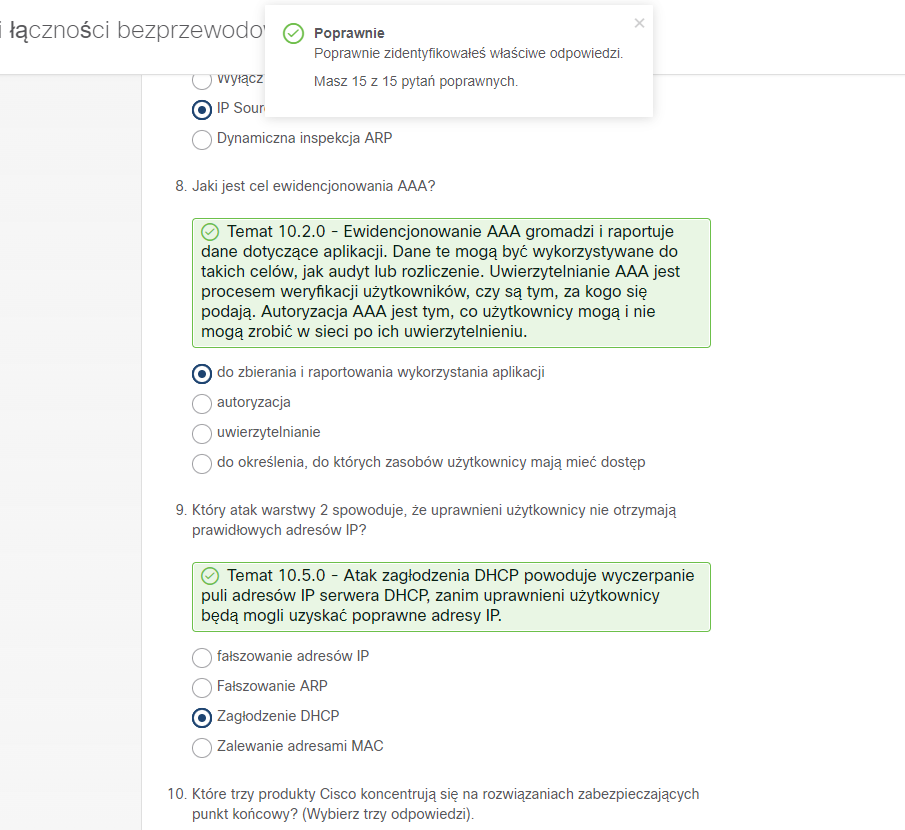 i łączności bezprzewodo
Poprawnie
Poprawnie zidentyfikowałeś właściwe odpowiedzi.
Masz 15 z 15 pytań poprawnych.
Wyłącz
IP Sour
Dynamiczna inspekcja ARP
8. Jaki jest cel ewidencjonowania AAA?
Temat 10.2.0 - Ewidencjonowanie AAA gromadzi i raportuje
dane dotyczące aplikacji. Dane te mogą być wykorzystywane do
takich celów, jak audyt lub rozliczenie. Uwierzytelnianie AAA jest
procesem weryfikacji użytkowników, czy są tym, za kogo się
podają. Autoryzacja AAA jest tym, co użytkownicy mogą i nie
mogą zrobić w sieci po ich uwierzytelnieniu.
do zbierania i raportowania wykorzystania aplikacji
autoryzacja
uwierzytelnianie
do określenia, do których zasobów użytkownicy mają mieć dostęp
9. Który atak warstwy 2 spowoduje, że uprawnieni użytkownicy nie otrzymają
prawidłowych adresów IP?
Temat 10.5.0 - Atak zagłodzenia DHCP powoduje wyczerpanie
puli adresów IP serwera DHCP, zanim uprawnieni użytkownicy
będą mogli uzyskać poprawne adresy IP.
fałszowanie adresów IP
Fałszowanie ARP
Zagłodzenie DHCP
Zalewanie adresami MAC
10. Które trzy produkty Cisco koncentrują się na rozwiązaniach zabezpieczających
punkt końcowy? (Wybierz trzy odpowiedzi).